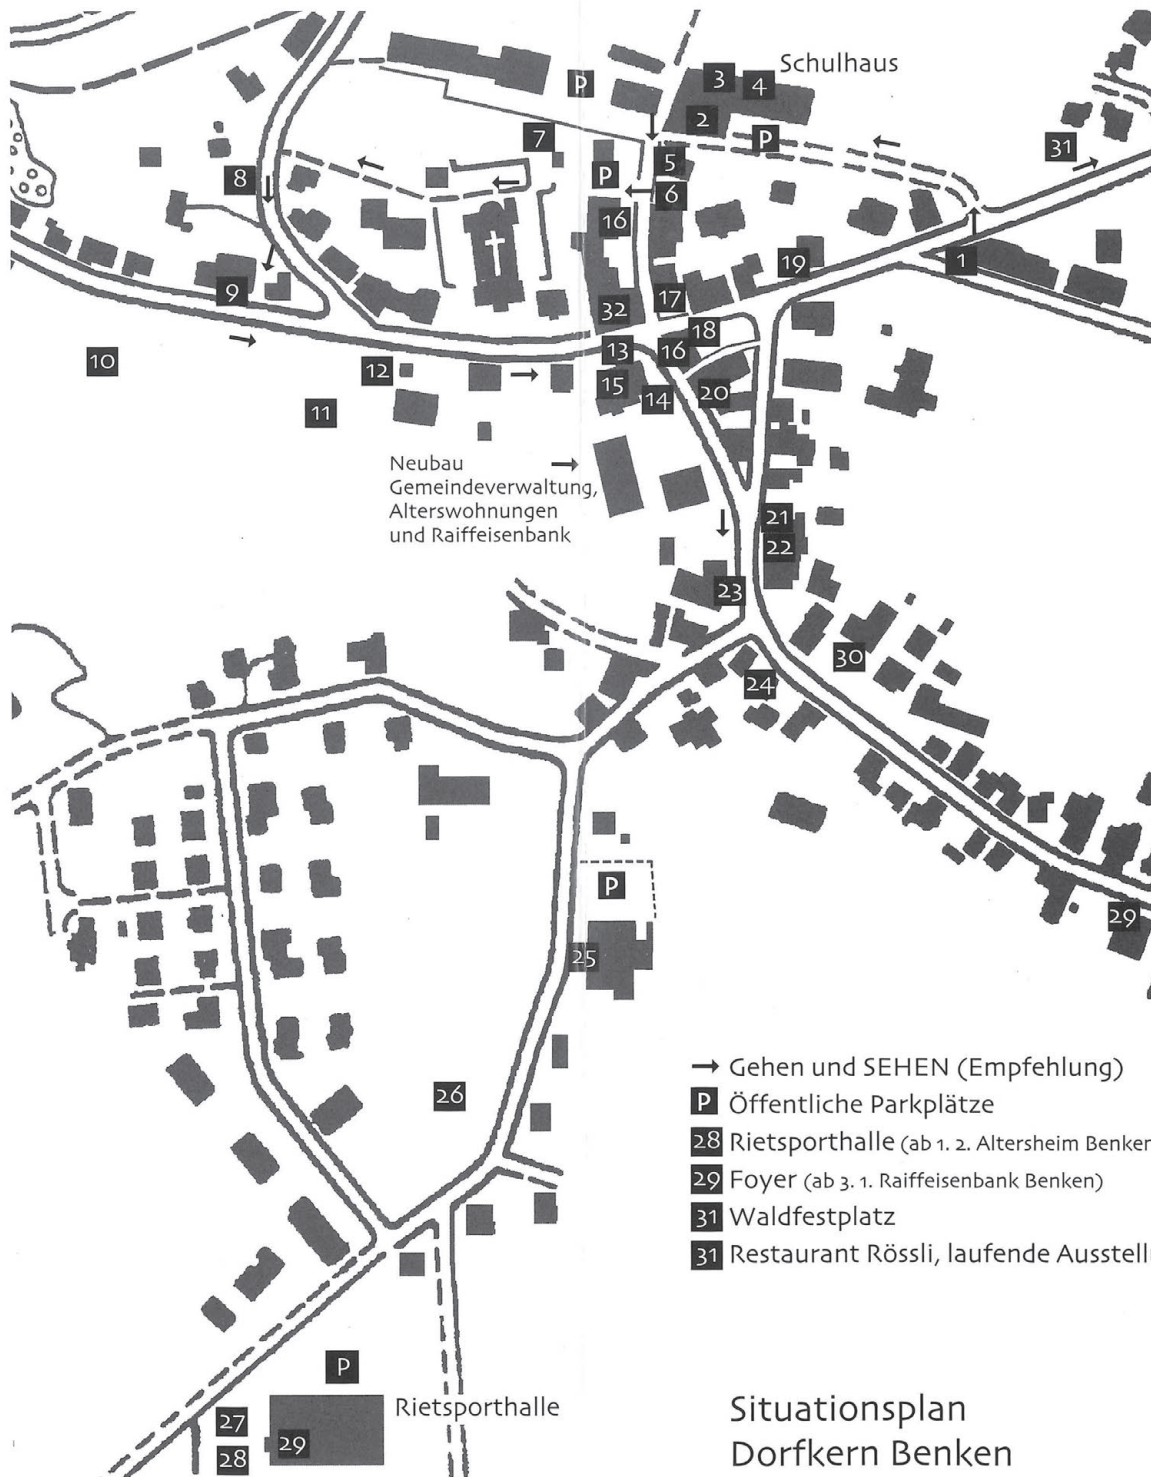 Schulhaus
3
4
P
2
P
7
31
5
8
P
6
16
1
19
9
17
32
18
10
13
16
12
15
20
14
11
Neubau
Gemeindeverwaltung,
Alterswohnungen
und Raiffeisenbank
21
22
23
30
24
P
29
25
26
→ Gehen und SEHEN (Empfehlung)
P Öffentliche Parkplätze
28 Rietsporthalle (ab 1. 2. Altersheim Benken
29 Foyer (ab 3. 1. Raiffeisenbank Benken)
31 Waldfestplatz
31 Restaurant Rössli, laufende
P
Rietsporthalle
27
29
28
Situationsplan
Dorfkern Benken